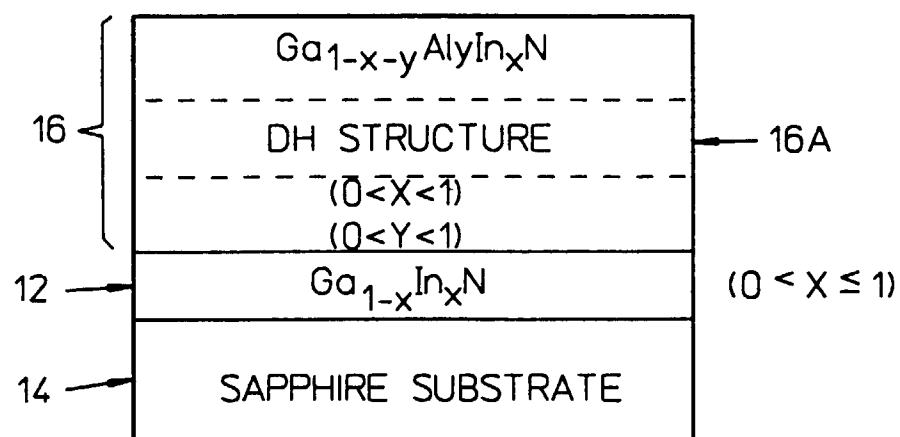 Ga1-x-yAlyInxN
16
DH STRUCTURE
16A
(0<X<1)
(0<Y<1)
12
Ga1-xInxN
(0 < X ≤ 1)
14
SAPPHIRE SUBSTRATE